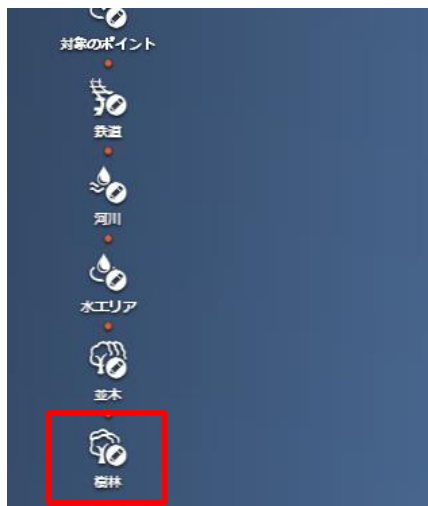 対象のポイント
鉄道
河川
水エリア
並木
樹林